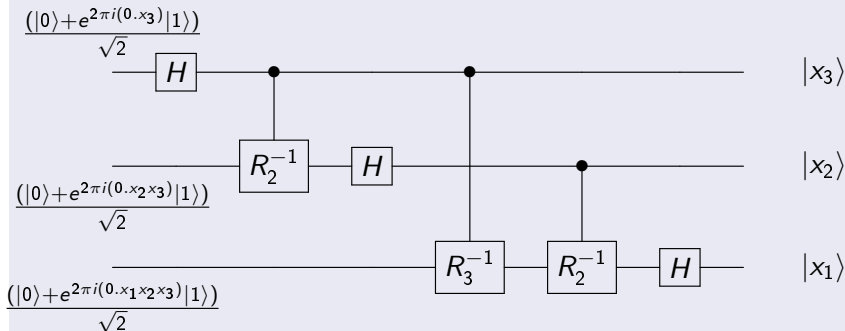 (|0⟩+e^{2πi(0.x_3)}|1⟩)
√2
H |x_3⟩
R_2^{-1} H |x_2⟩
(|0⟩+e^{2πi(0.x_2x_3)}|1⟩)
√2
R_3^{-1} R_2^{-1} H |x_1⟩
(|0⟩+e^{2πi(0.x_1x_2x_3)}|1⟩)
√2